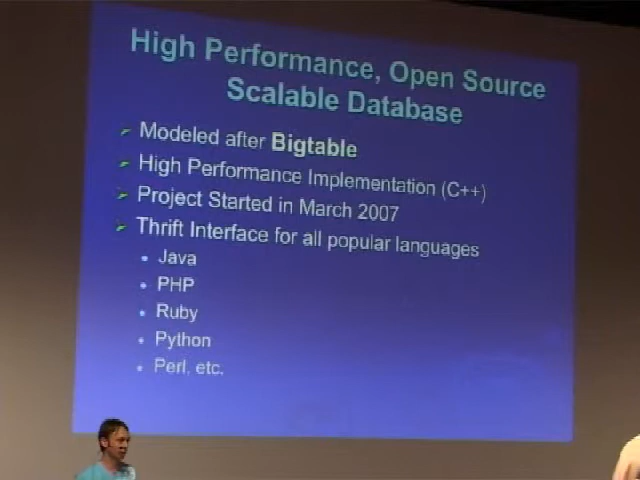 High Performance, Open Source
Scalable Database
Modeled after Bigtable
High Performance Implementation (C++)
Project Started in March 2007
Thrift Interface for all popular languages
Java
PHP
Ruby
Python
Perl, etc.